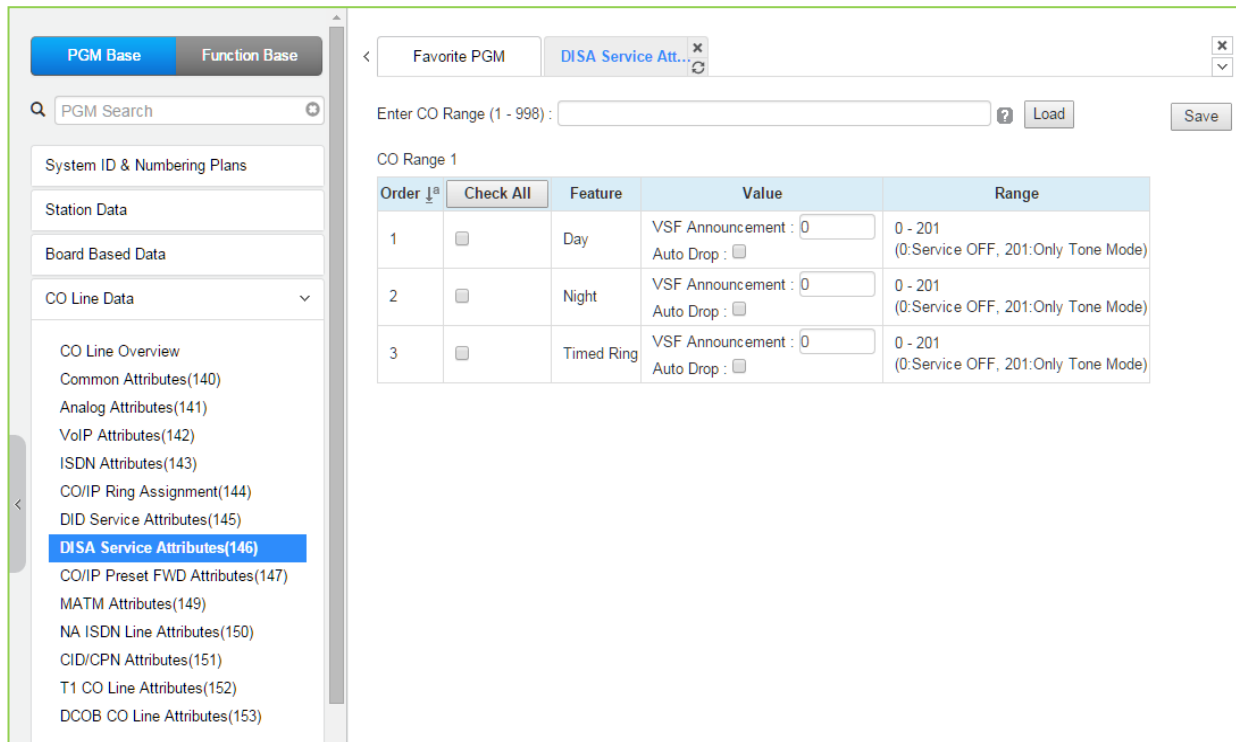 PGM Base
Function Base
PGM Search
System ID & Numbering Plans
Station Data
Board Based Data
CO Line Data
CO Line Overview
Common Attributes(140)
Analog Attributes(141)
VoIP Attributes(142)
ISDN Attributes(143)
CO/IP Ring Assignment(144)
DID Service Attributes(145)
DISA Service Attributes(146)
CO/IP Preset FWD Attributes(147)
MATM Attributes(149)
NA ISDN Line Attributes(150)
CID/CPN Attributes(151)
T1 CO Line Attributes(152)
DCOB CO Line Attributes(153)
Favorite PGM
DISA Service Att...
Enter CO Range (1 - 998) :
Load
Save
CO Range 1
Order Check All Feature Value Range
1 Day VSF Announcement : 0 0 - 201
Auto Drop : (0:Service OFF, 201:Only Tone Mode)
2 Night VSF Announcement : 0 0 - 201
Auto Drop : (0:Service OFF, 201:Only Tone Mode)
3 Timed Ring VSF Announcement : 0 0 - 201
Auto Drop : (0:Service OFF, 201:Only Tone Mode)